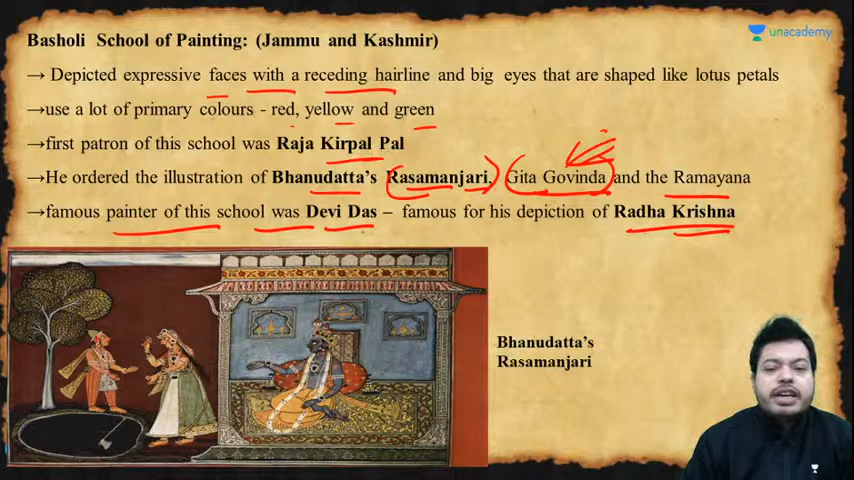 Basholi School of Painting: (Jammu and Kashmir)
unacademy
→ Depicted expressive faces with a receding hairline and big eyes that are shaped like lotus petals
→use a lot of primary colours - red, yellow and green
→first patron of this school was Raja Kirpal Pal
→He ordered the illustration of Bhanudatta’s Rasamanjari, Gita Govinda and the Ramayana
→famous painter of this school was Devi Das – famous for his depiction of Radha Krishna
Bhanudatta’s
Rasamanjari